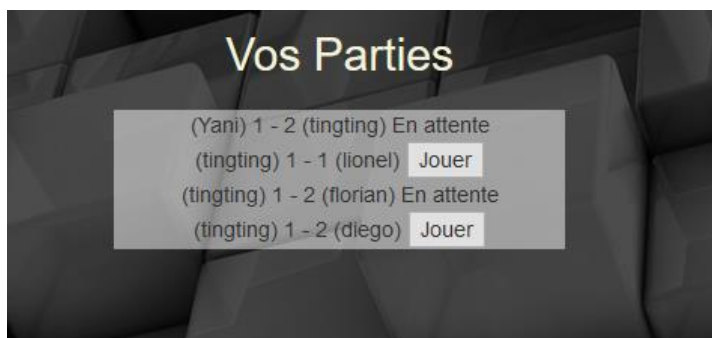 Vos Parties
(Yani) 1 - 2 (tingting) En attente
(tingting) 1 - 1 (lionel) Jouer
(tingting) 1 - 2 (florian) En attente
(tingting) 1 - 2 (diego) Jouer